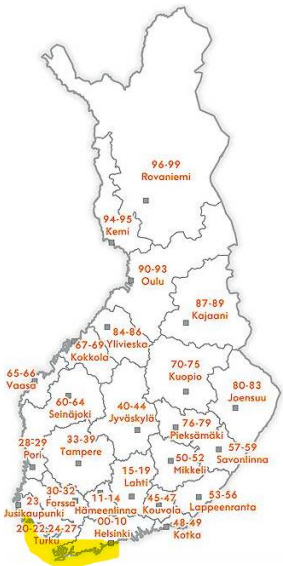 96-99
Rovaniemi
94-95
Kemi
90-93
Oulu
87-89
Kajaani
84-86
Ylivieska
67-69
Kokkola
65-66
Vaasa
70-75
Kuopio
80-83
Joensuu
60-64
Seinäjoki
40-44
Jyväskylä
76-79
Pieksämäki
28-29
Pori
33-39
Tampere
50-52
Mikkeli
57-59
Savonlinna
15-19
Lahti
23
Jusikaupunki
30-32
Forssa
11-14
Hämeenlinna
45-47
Kouvola
53-56
Lappeenranta
20-22;24-27
Turku
00-10
Helsinki
48-49
Kotka